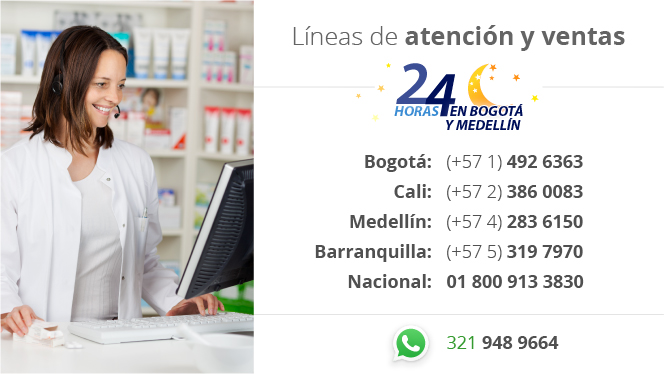 Líneas de atención y ventas
24
HORAS EN BOGOTÁ
Y MEDELLÍN
Bogotá: (+57 1) 492 6363
Cali: (+57 2) 386 0083
Medellín: (+57 4) 283 6150
Barranquilla: (+57 5) 319 7970
Nacional: 01 800 913 3830
321 948 9664